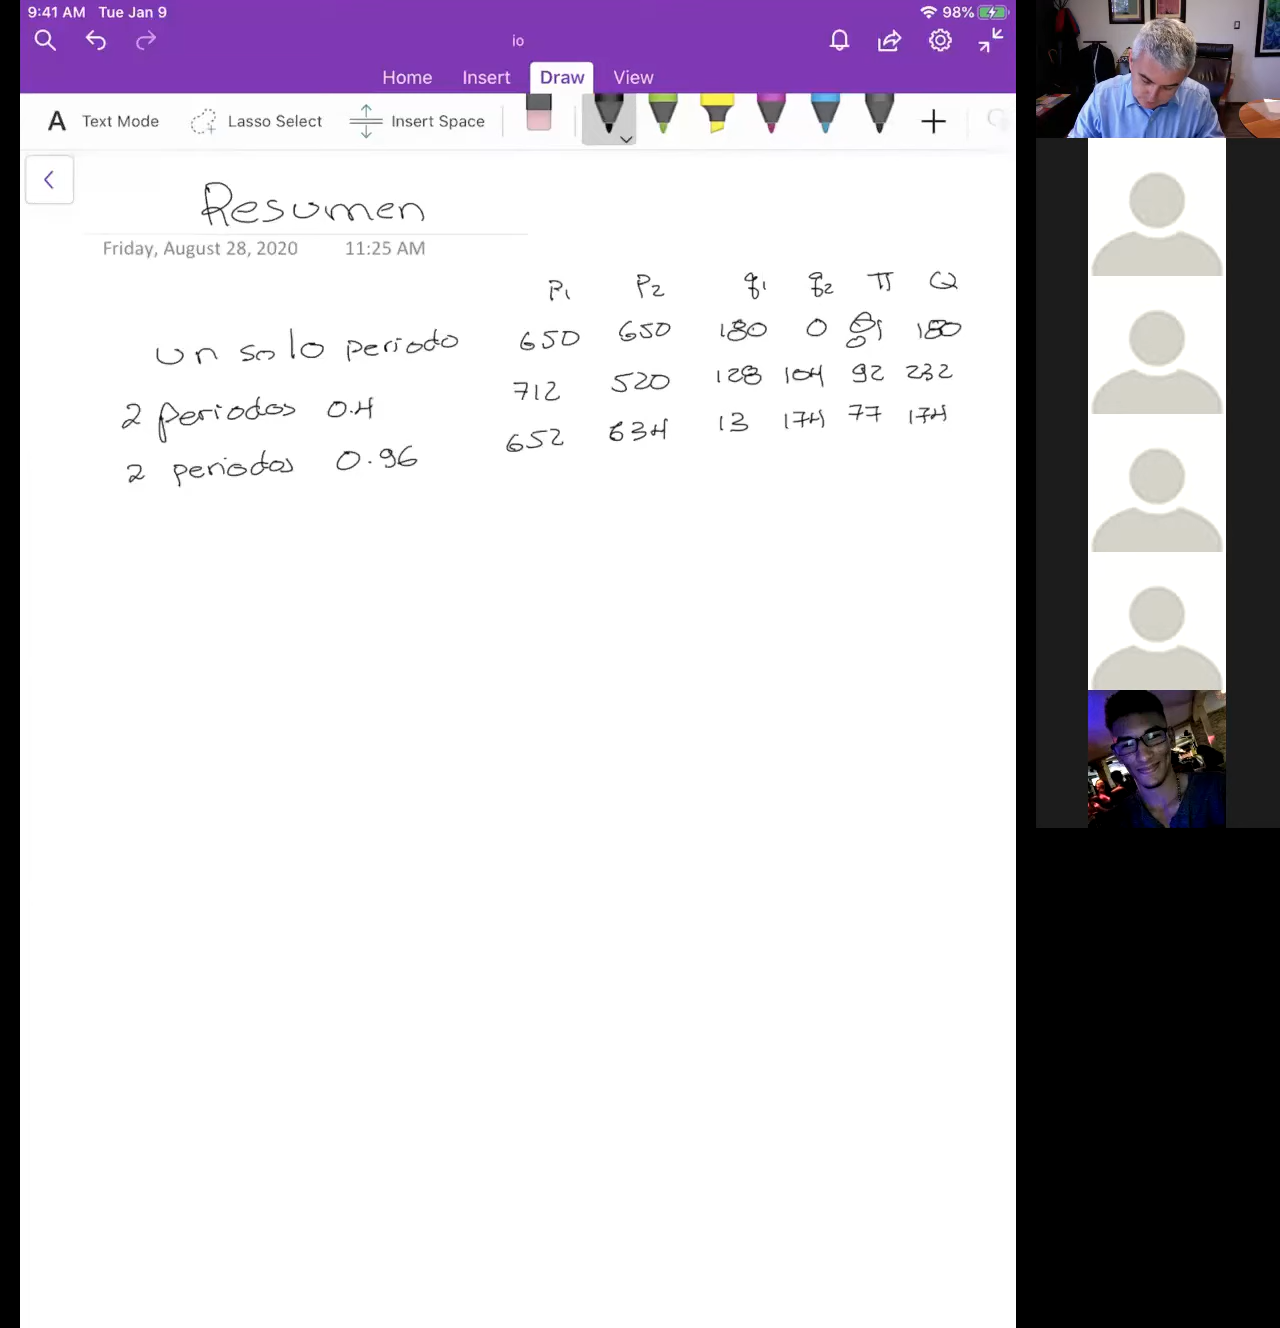 9:41 AM Tue Jan 9 98%
io
Home Insert Draw View
A Text Mode Lasso Select Insert Space
Resumen
Friday, August 28, 2020 11:25 AM
P1 P2 q1 q2 π Q
un solo periodo 650 650 180 0 180
2 periodos 0.4 712 520 128 104 92 232
2 periodos 0.96 652 634 13 174 77 174